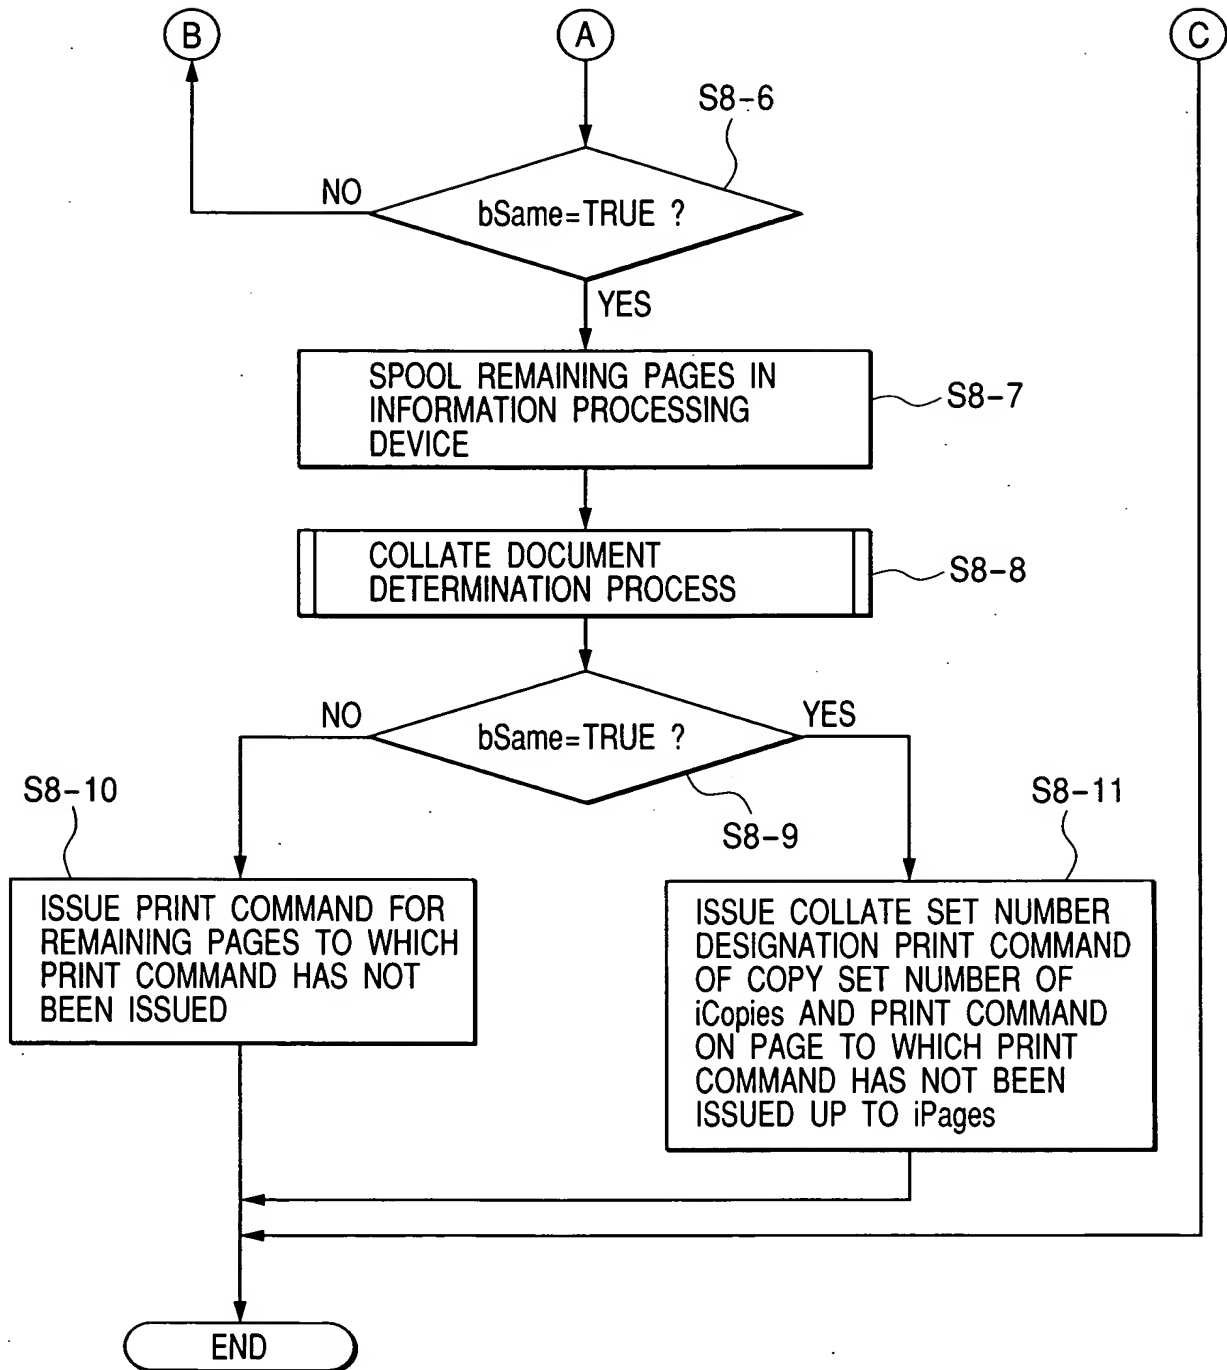 B
A
C
S8-6
NO
bSame=TRUE ?
YES
SPOOL REMAINING PAGES IN
INFORMATION PROCESSING
DEVICE
S8-7
COLLATE DOCUMENT
DETERMINATION PROCESS
S8-8
NO
bSame=TRUE ?
YES
S8-10
S8-9
S8-11
ISSUE PRINT COMMAND FOR
REMAINING PAGES TO WHICH
PRINT COMMAND HAS NOT
BEEN ISSUED
ISSUE COLLATE SET NUMBER
DESIGNATION PRINT COMMAND
OF COPY SET NUMBER OF
iCopies AND PRINT COMMAND
ON PAGE TO WHICH PRINT
COMMAND HAS NOT BEEN
ISSUED UP TO iPages
END